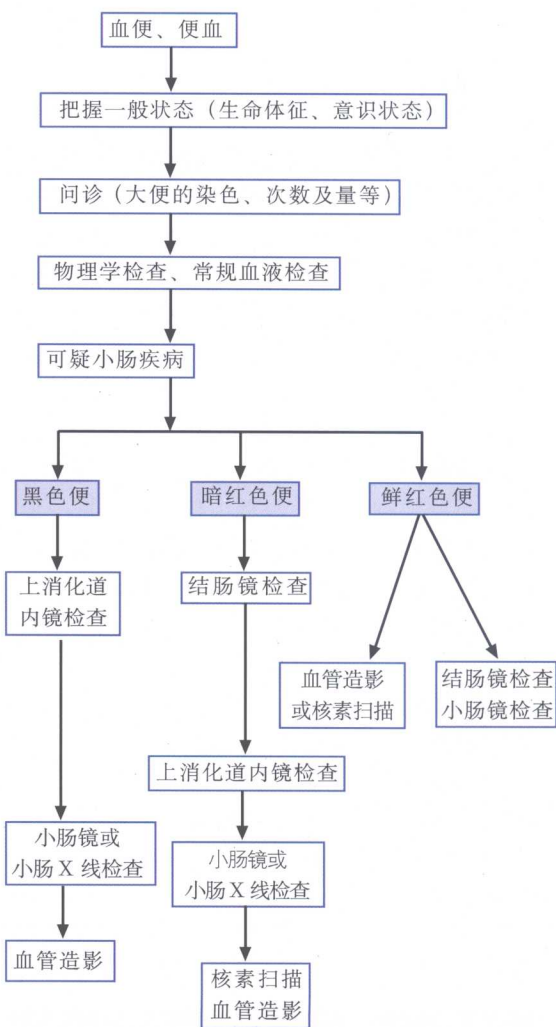 血便、便血
把握一般状态（生命体征、意识状态）
问诊（大便的染色、次数及量等）
物理学检查、常规血液检查
可疑小肠疾病
黑色便
暗红色便
鲜红色便
上消化道
内镜检查
结肠镜检查
血管造影
或核素扫描
结肠镜检查
小肠镜检查
上消化道内镜检查
小肠镜或
小肠X线检查
小肠镜或
小肠X线检查
血管造影
核素扫描
血管造影